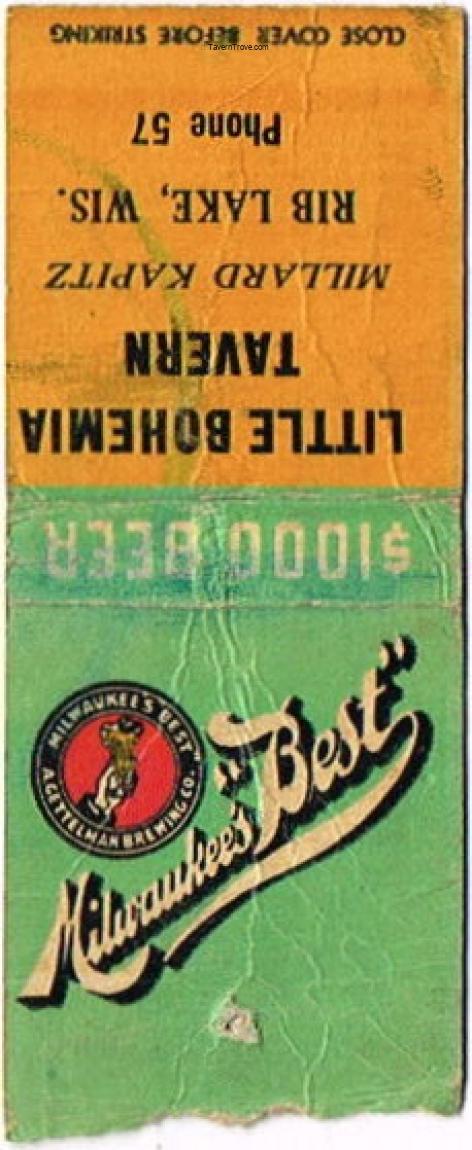 CLOSE COVER BEFORE STRIKING
TavernTrove.com
LITTLE BOHEMIA
TAVERN
MILLARD KAPITZ
RIB LAKE, WIS.
Phone 57
$1000 BEER
Milwaukee's "Best"
MILWAUKEE'S BEST
A. GETTELMAN BREWING CO.